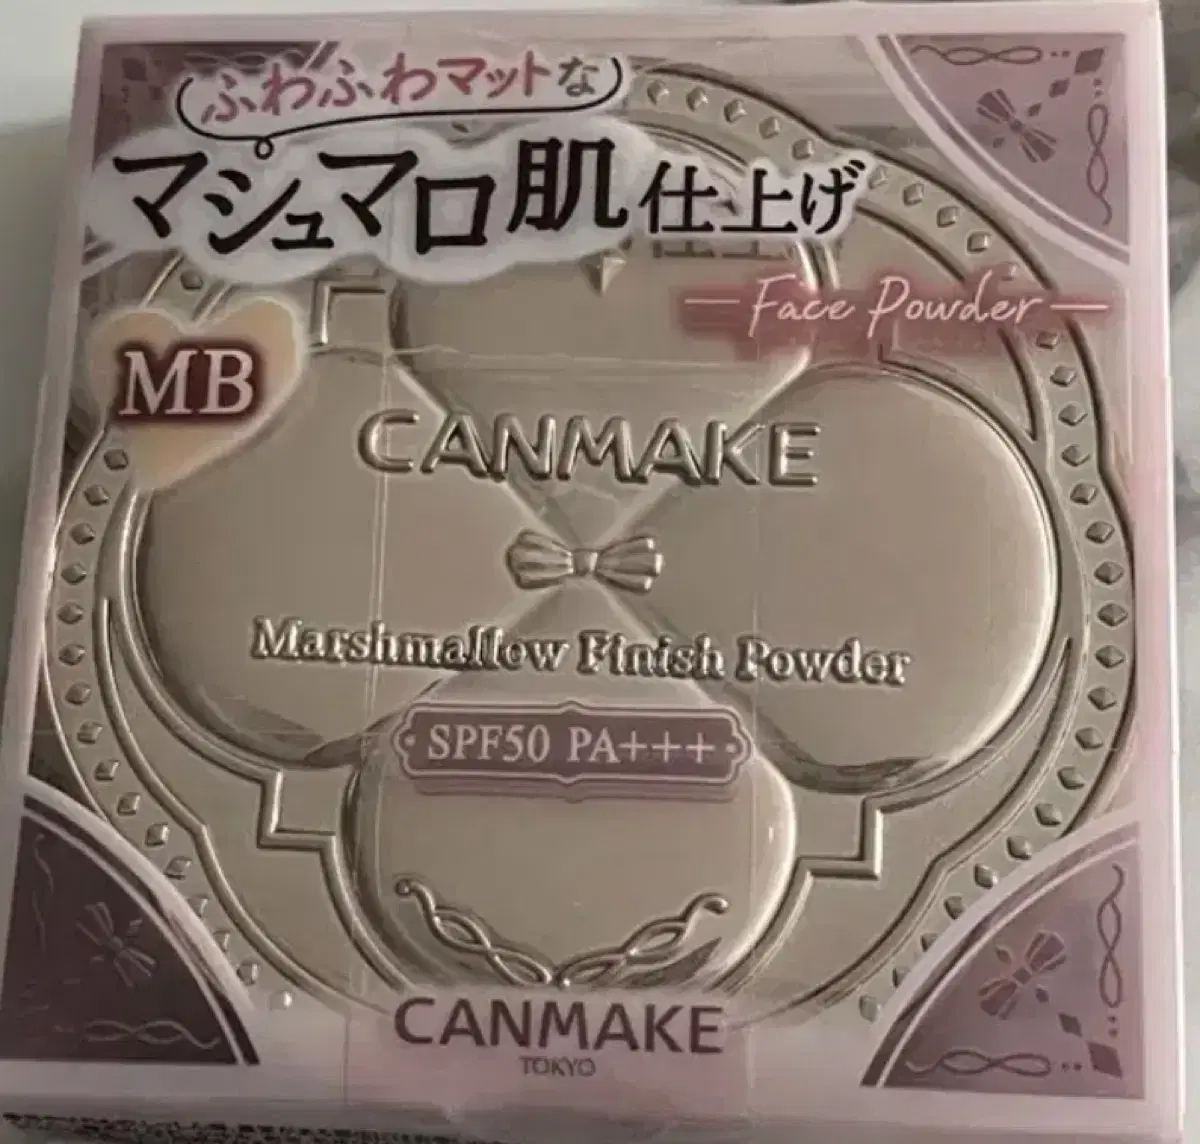 ふわふわマットな
マシュマロ肌仕上げ
Face Powder
MB
CANMAKE
Marshmallow Finish Powder
SPF50 PA+++
CANMAKE
TOKYO